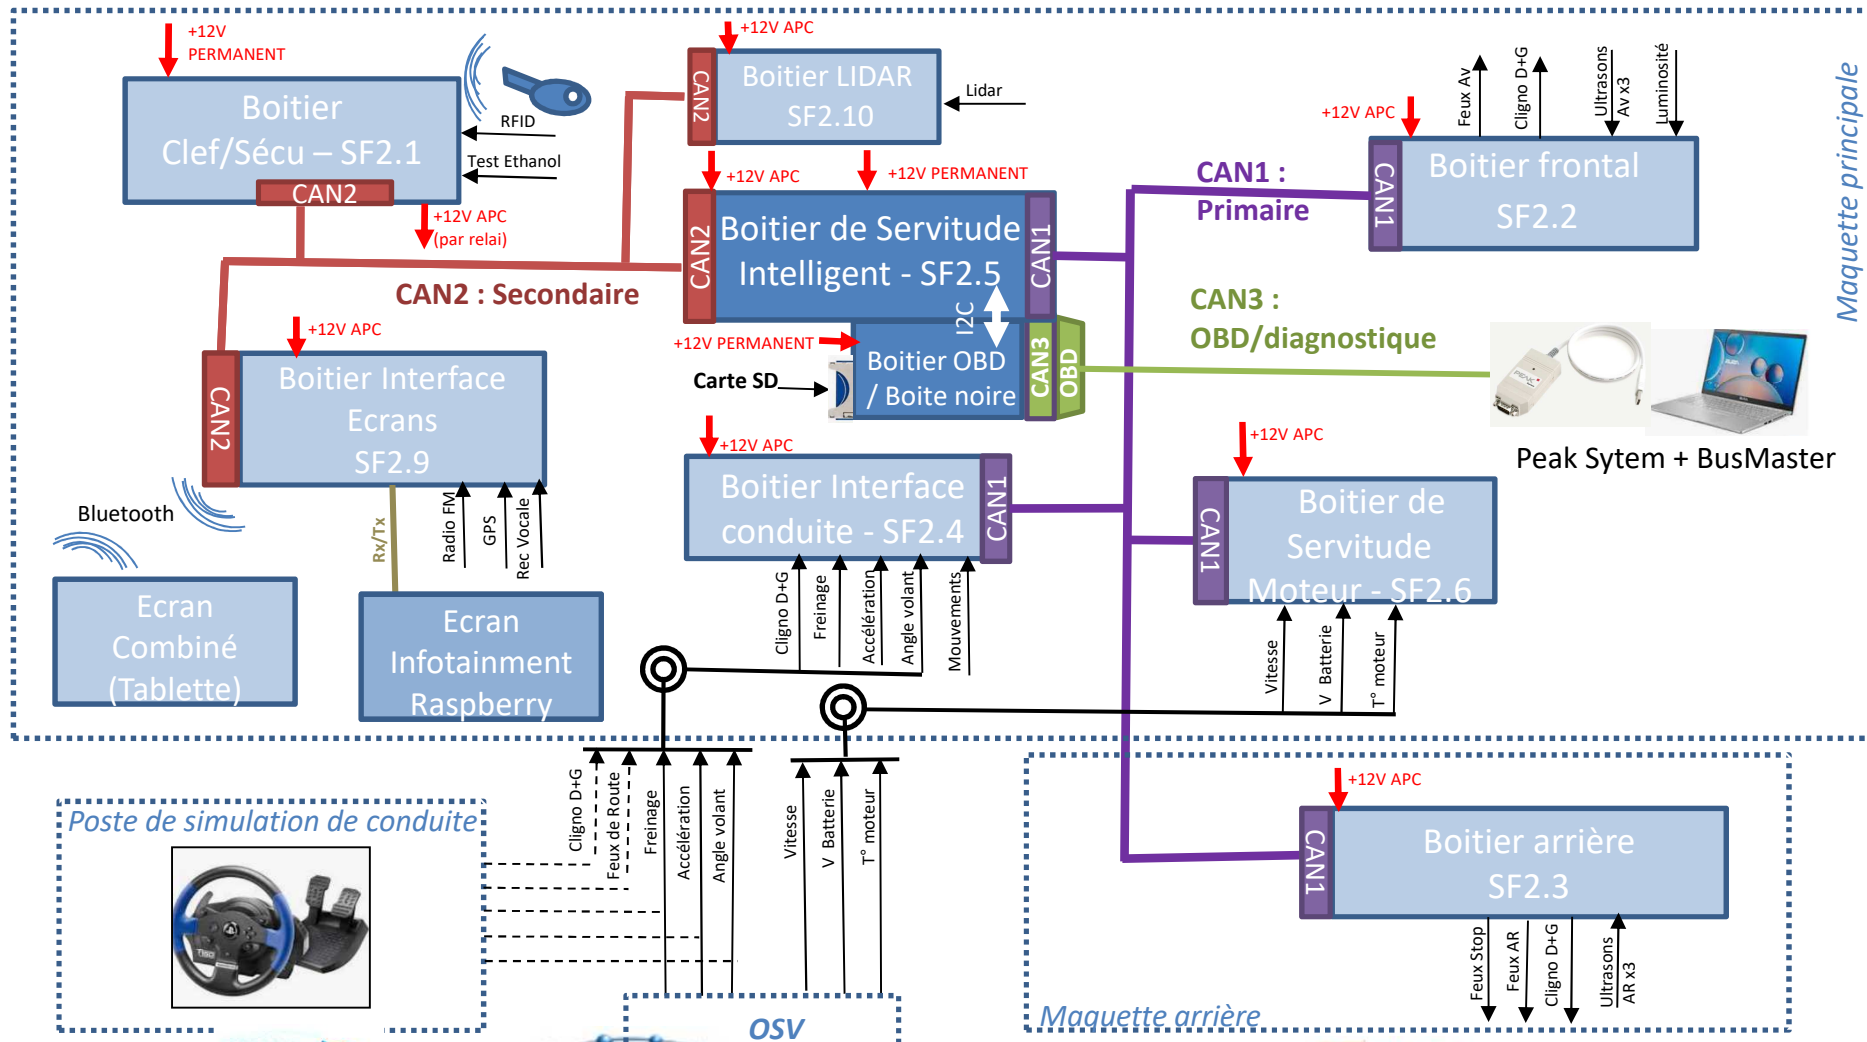 +12V
PERMANENT
Boitier
Clef/Sécu – SF2.1
CAN2
RFID
Test Ethanol
+12V APC
(par relai)
+12V APC
CAN2
Boitier LIDAR
SF2.10
Lidar
+12V APC
+12V PERMANENT
CAN2
Boitier de Servitude
Intelligent - SF2.5
CAN1
I2C
CAN2 : Secondaire
+12V PERMANENT
Boitier OBD
/ Boite noire
CAN3
OBD
Carte SD
CAN1 :
Primaire
+12V APC
Feux Av
Cligno D+G
Ultrasons
Av x3
Luminosité
CAN1
Boitier frontal
SF2.2
Maquette principale
CAN3 :
OBD/diagnostique
PEAK
Peak Sytem + BusMaster
+12V APC
CAN2
Boitier Interface
Ecrans
SF2.9
Bluetooth
Rx/Tx
Radio FM
GPS
Rec Vocale
Ecran
Combiné
(Tablette)
Ecran
Infotainment
Raspberry
+12V APC
Boitier Interface
conduite - SF2.4
CAN1
Cligno D+G
Freinage
Accélération
Angle volant
Mouvements
+12V APC
CAN1
Boitier de
Servitude
Moteur - SF2.6
Vitesse
V Batterie
T° moteur
Cligno D+G
Feux de Route
Freinage
Accélération
Angle volant
Vitesse
V Batterie
T° moteur
Poste de simulation de conduite
T150
OSV
+12V APC
CAN1
Boitier arrière
SF2.3
Feux Stop
Feux AR
Cligno D+G
Ultrasons
AR x3
Maquette arrière